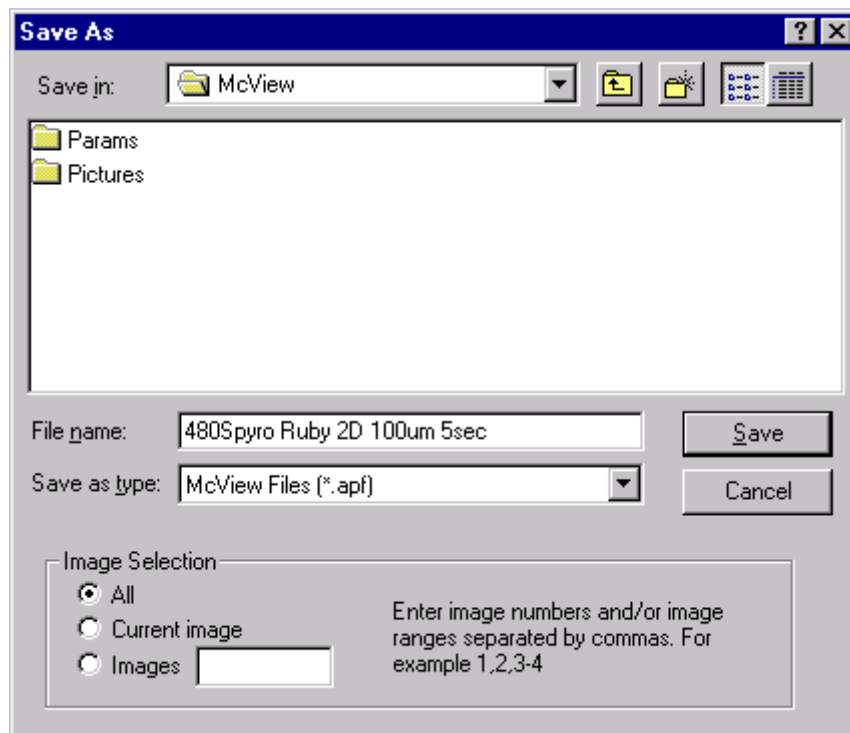 Save As
Save in: McView
Params
Pictures
File name: 480Spyro Ruby 2D 100um 5sec
Save
Save as type: McView Files (*.apf)
Cancel
Image Selection
All
Current image
Images
Enter image numbers and/or image
ranges separated by commas. For
example 1,2,3-4